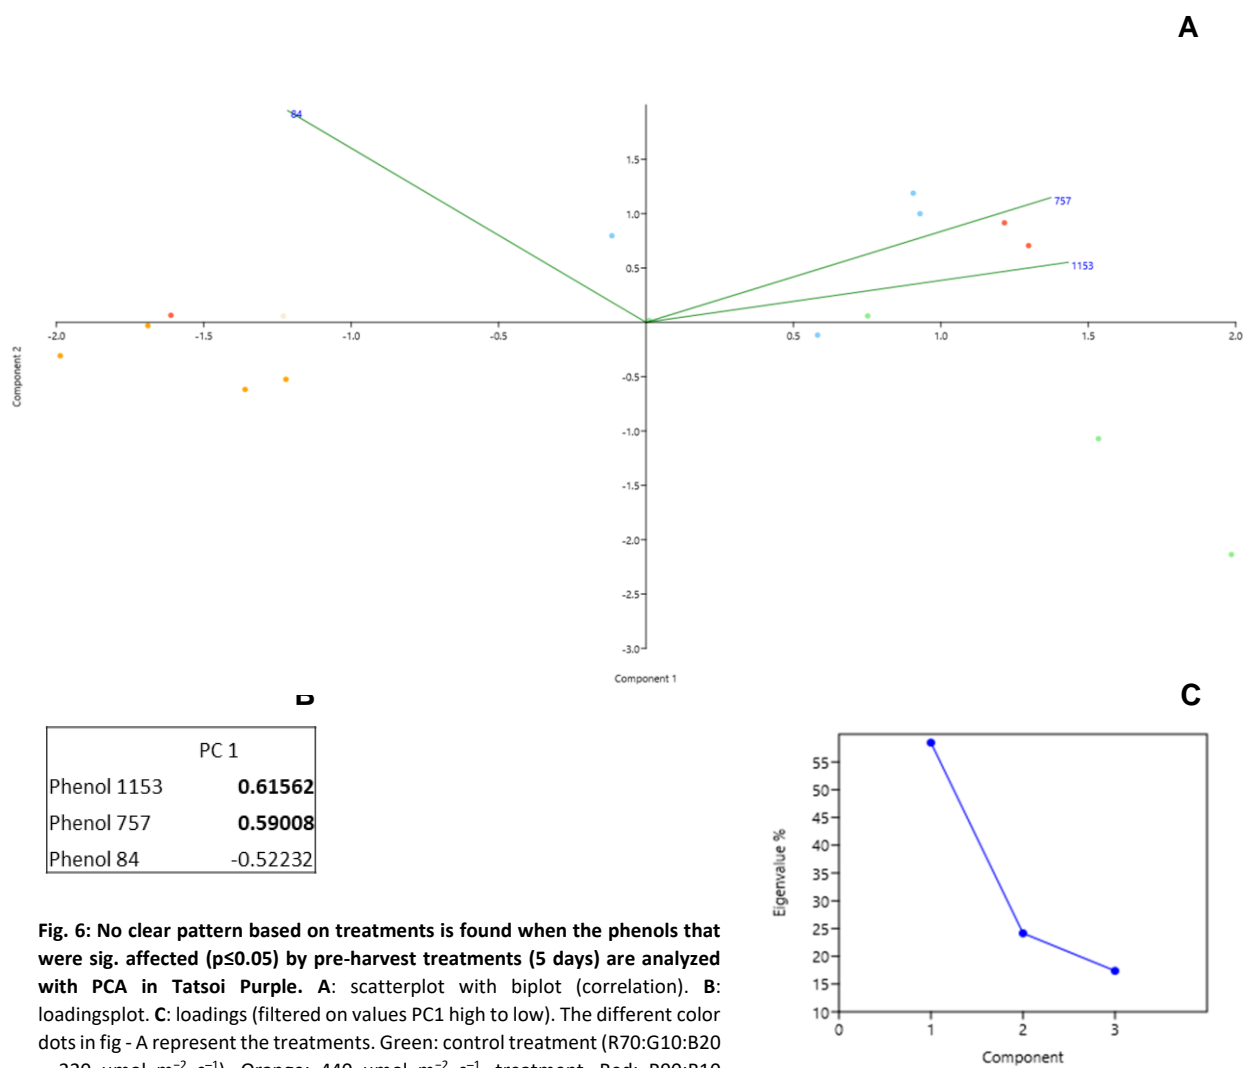 A
84
757
1153
1.5
1.0
0.5
-2.0 -1.5 -1.0 -0.5 0.5 1.0 1.5 2.0
-0.5
-1.0
-1.5
-2.0
-2.5
-3.0
Component 2
Component 1
B
PC 1
Phenol 1153 0.61562
Phenol 757 0.59008
Phenol 84 -0.52232
C
55
50
45
40
35
30
25
20
15
10
0 1 2 3
Eigenvalue %
Component
Fig. 6: No clear pattern based on treatments is found when the phenols that
were sig. affected (p≤0.05) by pre-harvest treatments (5 days) are analyzed
with PCA in Tatsoi Purple. A: scatterplot with biplot (correlation). B:
loadingsplot. C: loadings (filtered on values PC1 high to low). The different color
dots in fig - A represent the treatments. Green: control treatment (R70:G10:B20